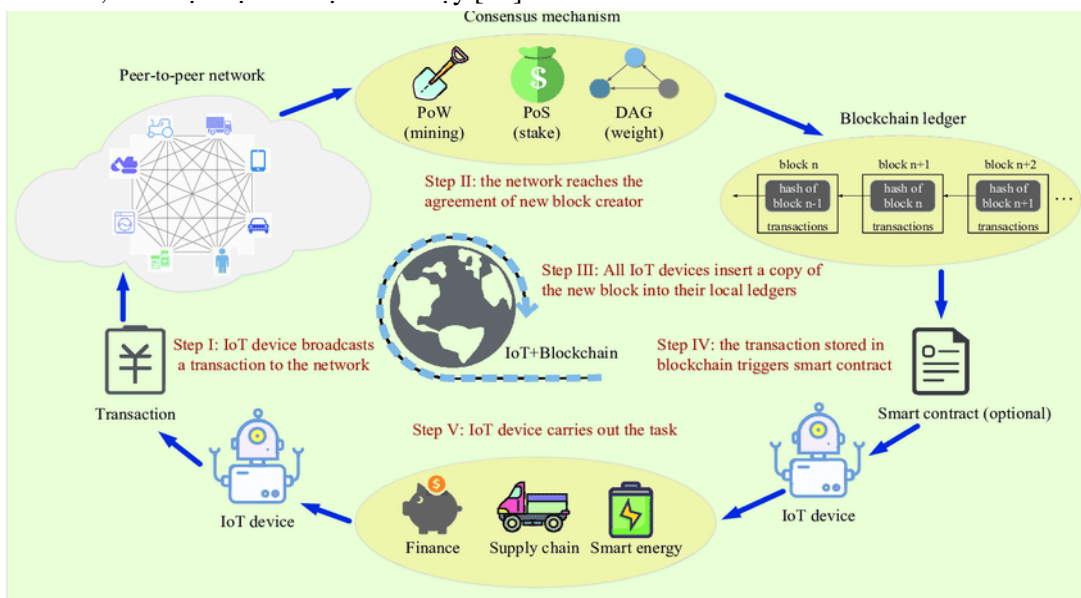 Consensus mechanism
Peer-to-peer network
PoW
(mining)
PoS
(stake)
DAG
(weight)
Blockchain ledger
block n
block n+1
block n+2
hash of
block n-1
hash of
block n
hash of
block n+1
...
transactions
transactions
transactions
Step II: the network reaches the
agreement of new block creator
Step III: All IoT devices insert a copy of
the new block into their local ledgers
IoT+Blockchain
Step I: IoT device broadcasts
a transaction to the network
Step IV: the transaction stored in
blockchain triggers smart contract
Transaction
Smart contract (optional)
Step V: IoT device carries out the task
IoT device
IoT device
Finance
Supply chain
Smart energy
$
$
¥